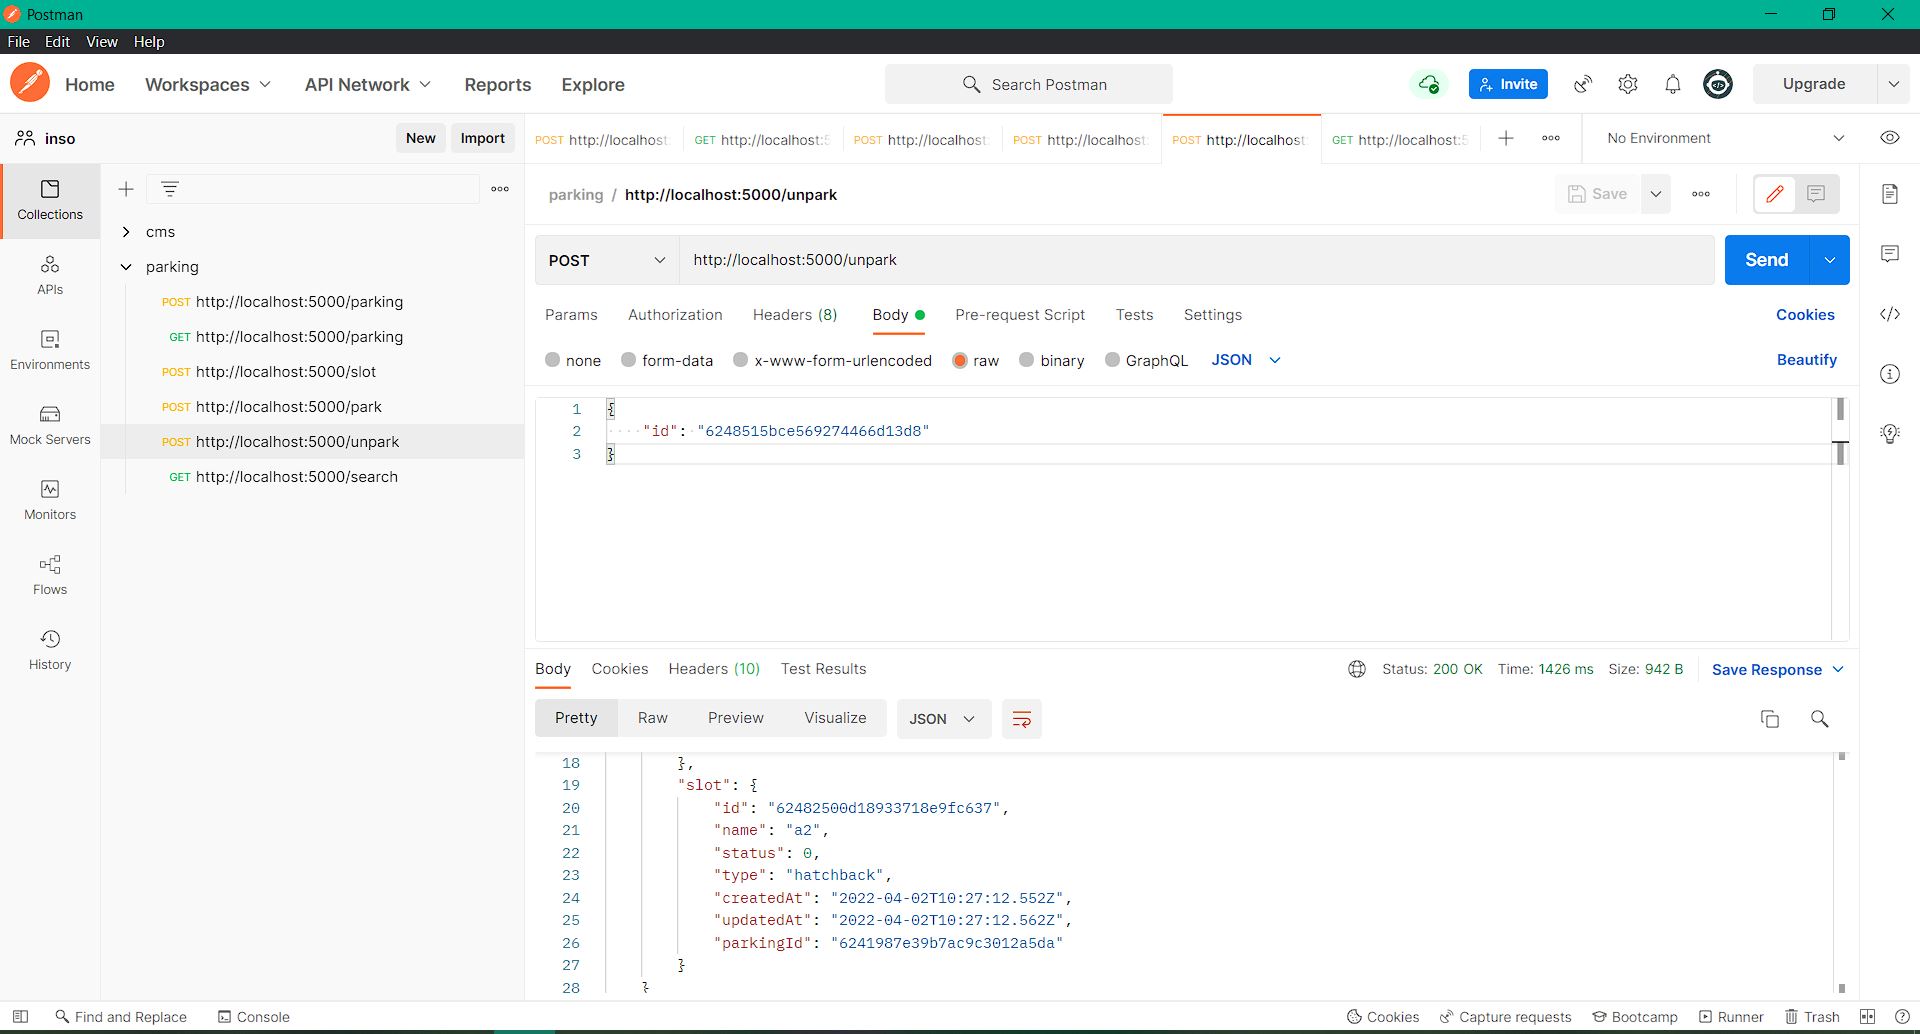 Postman
File Edit View Help
Home Workspaces API Network Reports Explore Search Postman Invite Upgrade
inso New Import
POST http://localhost: GET http://localhost:5 POST http://localhost: POST http://localhost: POST http://localhost: GET http://localhost:5 No Environment
parking / http://localhost:5000/unpark Save
Collections
APIs
Environments
Mock Servers
Monitors
Flows
History
cms
parking
POST http://localhost:5000/parking
GET http://localhost:5000/parking
POST http://localhost:5000/slot
POST http://localhost:5000/park
POST http://localhost:5000/unpark
GET http://localhost:5000/search
POST http://localhost:5000/unpark Send
Params Authorization Headers (8) Body Pre-request Script Tests Settings Cookies
none form-data x-www-form-urlencoded raw binary GraphQL JSON Beautify
1 {
2 "id": "6248515bce569274466d13d8"
3 }
Body Cookies Headers (10) Test Results Status: 200 OK Time: 1426 ms Size: 942 B Save Response
Pretty Raw Preview Visualize JSON
18 },
19 "slot": {
20 "id": "62482500d18933718e9fc637",
21 "name": "a2",
22 "status": 0,
23 "type": "hatchback",
24 "createdAt": "2022-04-02T10:27:12.552Z",
25 "updatedAt": "2022-04-02T10:27:12.562Z",
26 "parkingId": "6241987e39b7ac9c3012a5da"
27 }
28 }
Find and Replace Console Cookies Capture requests Bootcamp Runner Trash